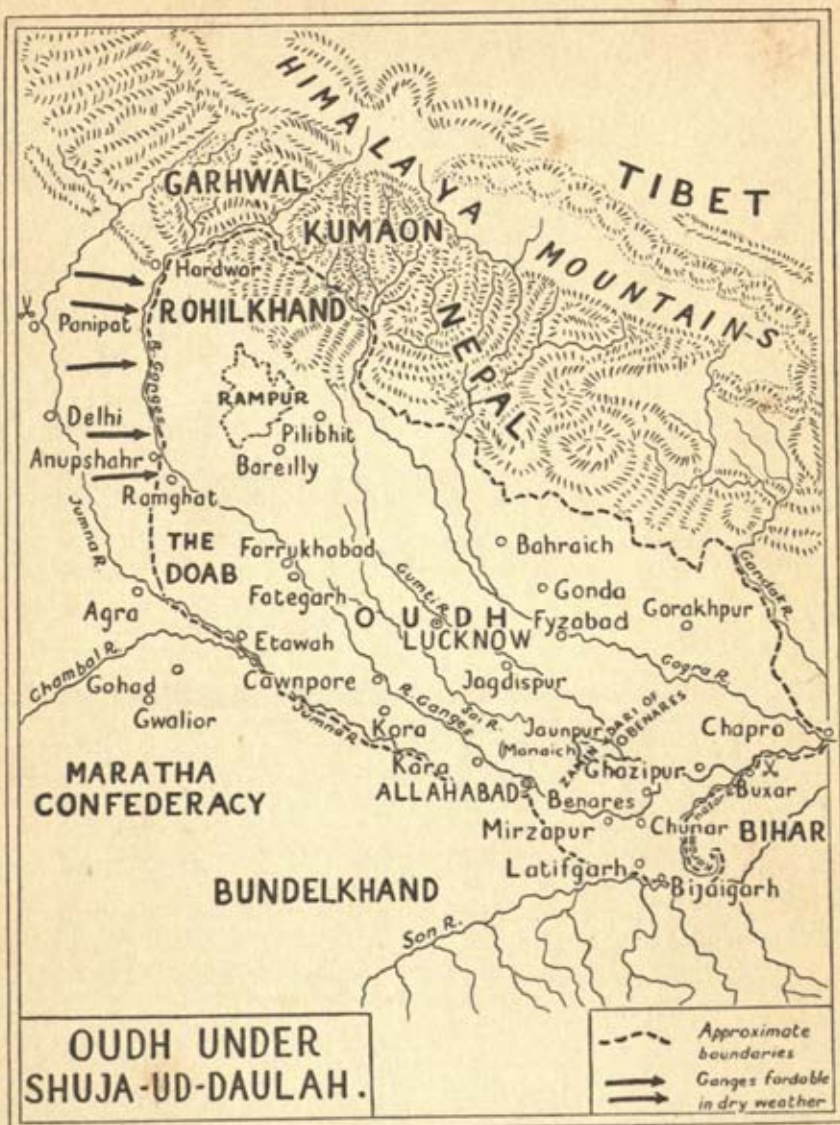 HIMALAYA MOUNTAINS
TIBET
GARHWAL
KUMAON
NEPAL
Hardwar
ROHILKHAND
Panipat
R. Ganges
RAMPUR
Delhi
Pilibhit
Anupshahr
Bareilly
Ramghat
Jumna R.
THE
DOAB
Farrukhabad
Fategarh
Bahraich
Gonda
Gorakhpur
Gandak R.
Gumti R.
OUDH
LUCKNOW
Fyzabad
Agra
Etawah
Chambal R.
Gohad
Gwalior
Cawnpore
Jagdispur
Gogra R.
Jumna R.
R. Ganges
Sai R.
Kora
Jaunpur
(Manaich)
ZAMINDARI OF
BENARES
Chapra
Kara
Ghazipur
MARATHA
CONFEDERACY
ALLAHABAD
Benares
Buxar
Mirzapur
Chunar
BIHAR
Latifgarh
Bijaigarh
BUNDELKHAND
Son R.
OUDH UNDER
SHUJA-UD-DAULAH.
Approximate
boundaries
Ganges fordable
in dry weather